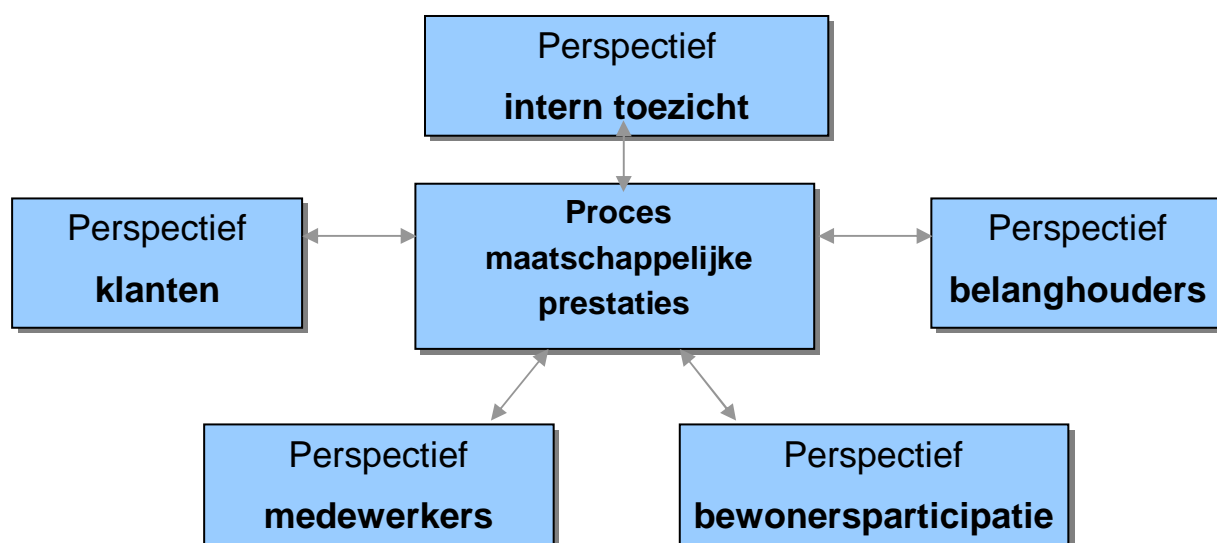 Perspectief
intern toezicht
Perspectief
klanten
Proces
maatschappelijke
prestaties
Perspectief
belanghouders
Perspectief
medewerkers
Perspectief
bewonersparticipatie